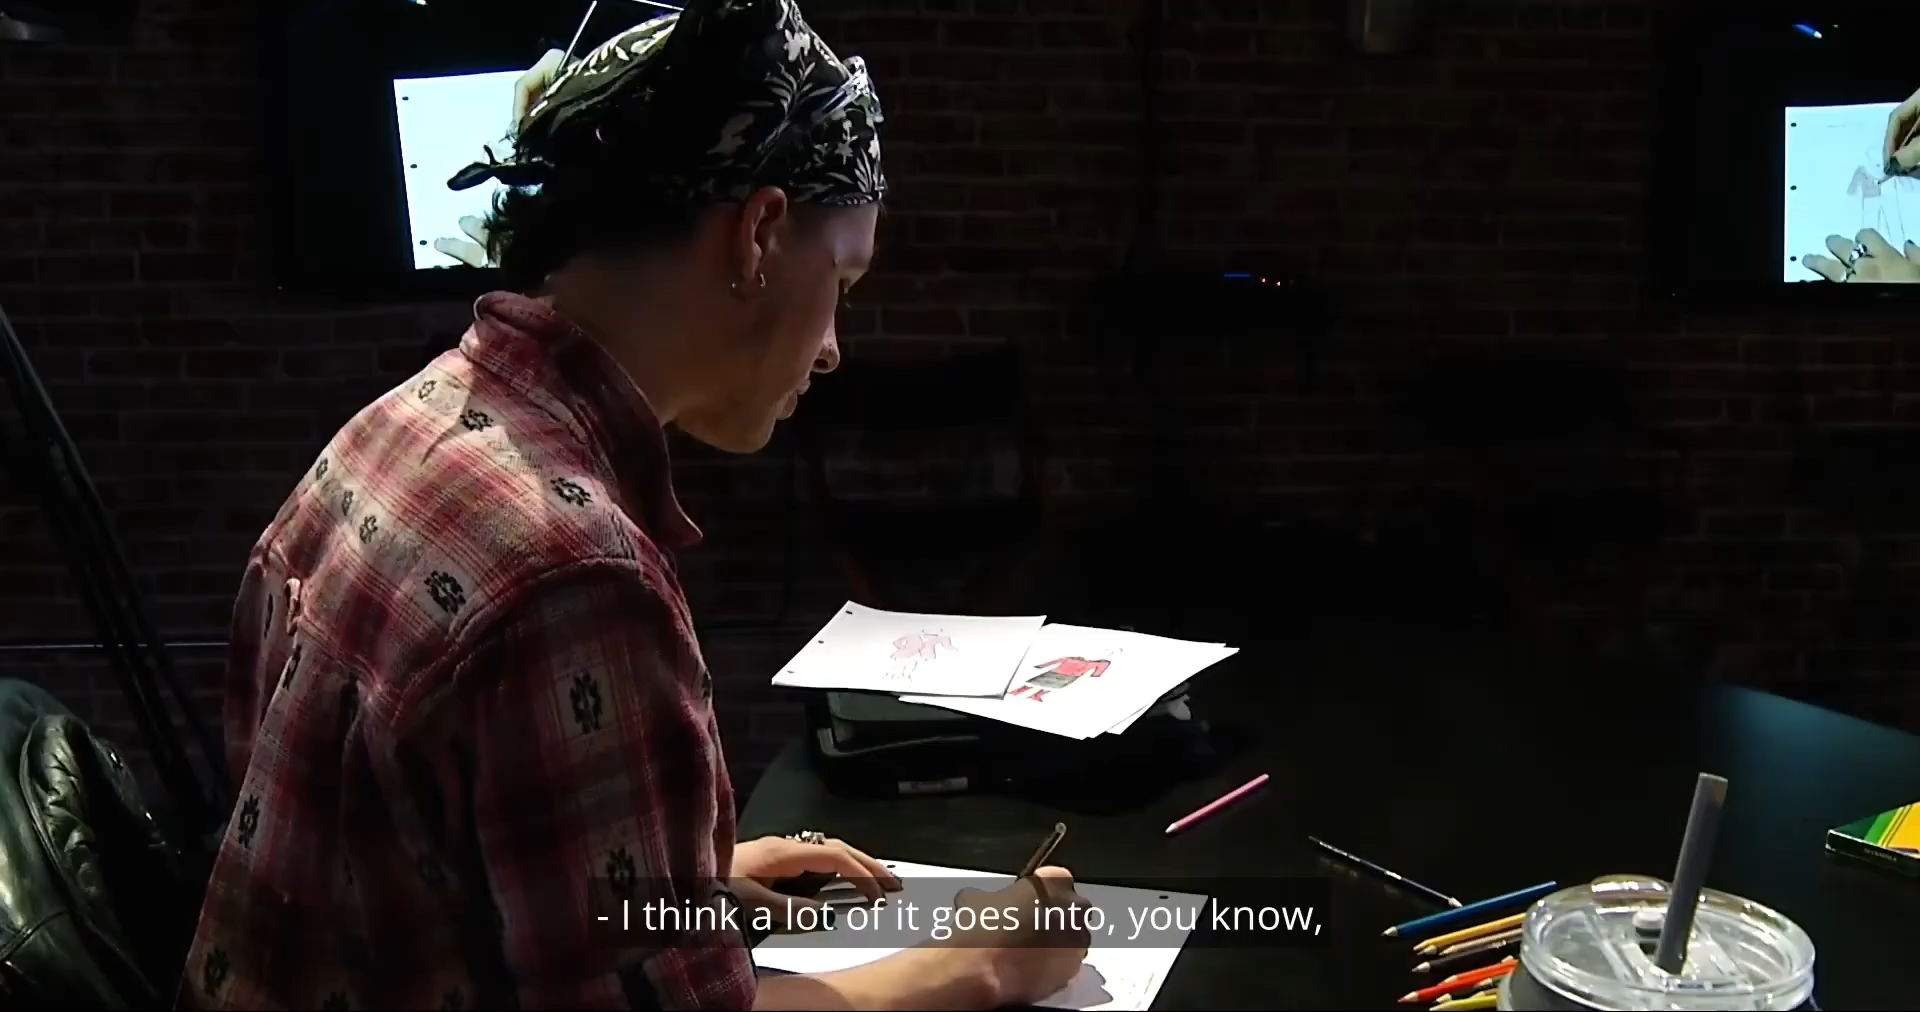 - I think a lot of it goes into, you know,